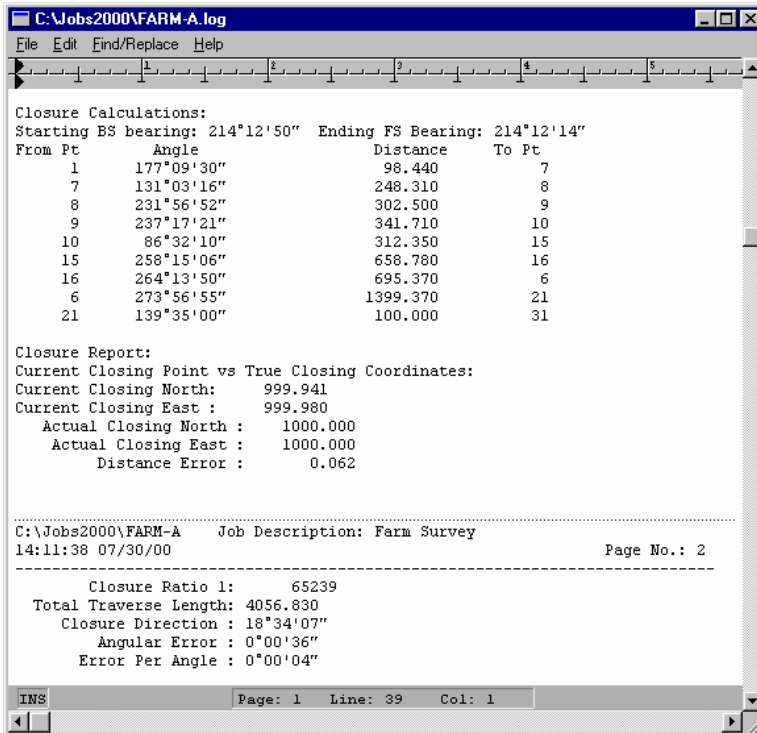 C:\Jobs2000\FARM-A.log
File Edit Find/Replace Help
1 2 3 4 5
Closure Calculations:
Starting BS bearing: 214°12'50" Ending FS Bearing: 214°12'14"
From Pt Angle Distance To Pt
1 177°09'30" 98.440 7
7 131°03'16" 248.310 8
8 231°56'52" 302.500 9
9 237°17'21" 341.710 10
10 86°32'10" 312.350 15
15 258°15'06" 658.780 16
16 264°13'50" 695.370 6
6 273°56'55" 1399.370 21
21 139°35'00" 100.000 31
Closure Report:
Current Closing Point vs True Closing Coordinates:
Current Closing North: 999.941
Current Closing East : 999.980
Actual Closing North : 1000.000
Actual Closing East : 1000.000
Distance Error : 0.062
C:\Jobs2000\FARM-A Job Description: Farm Survey
14:11:38 07/30/00 Page No.: 2
Closure Ratio 1: 65239
Total Traverse Length: 4056.830
Closure Direction : 18°34'07"
Angular Error : 0°00'36"
Error Per Angle : 0°00'04"
INS Page: 1 Line: 39 Col: 1